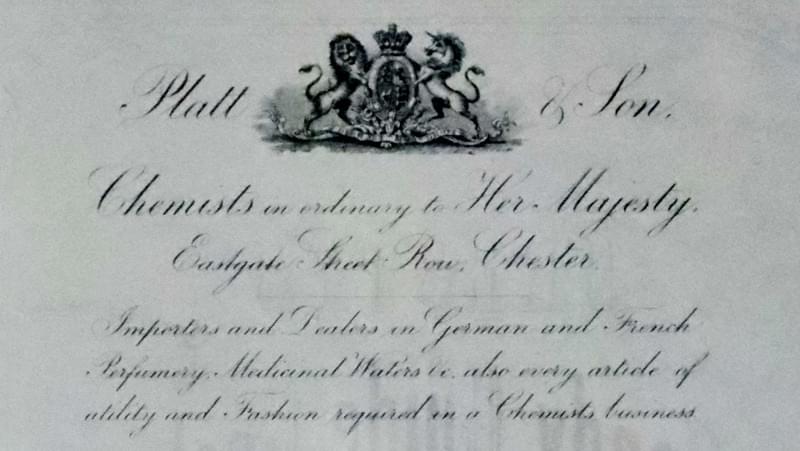 Platt & Son.
Chemists in ordinary to Her Majesty.
Eastgate Street Row, Chester.
Importers and Dealers in German and French
Perfumery, Medicinal Waters &c. also every article of
utility and Fashion required in a Chemists business